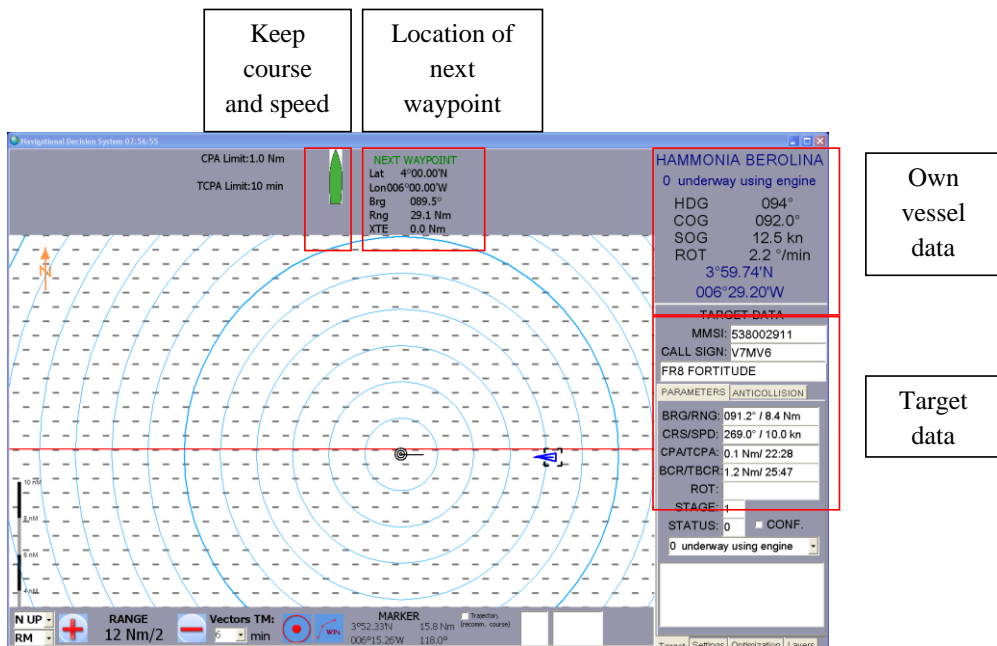 Keep
course
and speed
Location of
next
waypoint
Navigational Decision System 07:56:55
CPA Limit:1.0 Nm
TCPA Limit:10 min
NEXT WAYPOINT
Lat 4°00.00'N
Lon006°00.00'W
Brg 089.5°
Rng 29.1 Nm
XTE 0.0 Nm
HAMMONIA BEROLINA
0 underway using engine
HDG 094°
COG 092.0°
SOG 12.5 kn
ROT 2.2 °/min
3°59.74'N
006°29.20'W
Own
vessel
data
TARGET DATA
MMSI: 538002911
CALL SIGN: V7MV6
FR8 FORTITUDE
PARAMETERS ANTICOLLISION
BRG/RNG: 091.2° / 8.4 Nm
CRS/SPD: 269.0° / 10.0 kn
CPA/TCPA: 0.1 Nm/ 22:28
BCR/TBCR: 1.2 Nm/ 25:47
ROT:
STAGE: 1
STATUS: 0 CONF.
0 underway using engine
Target
data
N
10 nM
8 nM
6 nM
4 nM
N UP
RM
RANGE
12 Nm/2
Vectors TM:
6 min
WPts
MARKER
3°52.33'N 15.8 Nm
006°15.26'W 118.0°
Trajectory
(recomm. course)
Target Settings Optimization Layers